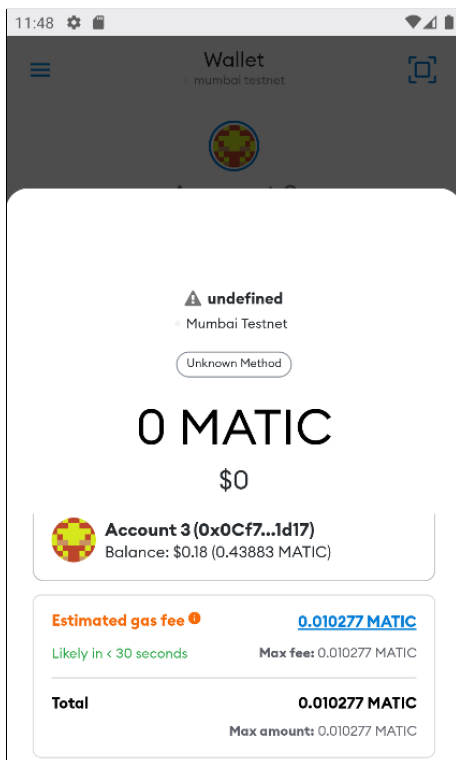 11:48
Wallet
mumbai testnet
undefined
Mumbai Testnet
Unknown Method
0 MATIC
$0
Account 3 (0x0Cf7...1d17)
Balance: $0.18 (0.43883 MATIC)
Estimated gas fee 0.010277 MATIC
Likely in < 30 seconds Max fee: 0.010277 MATIC
Total 0.010277 MATIC
Max amount: 0.010277 MATIC